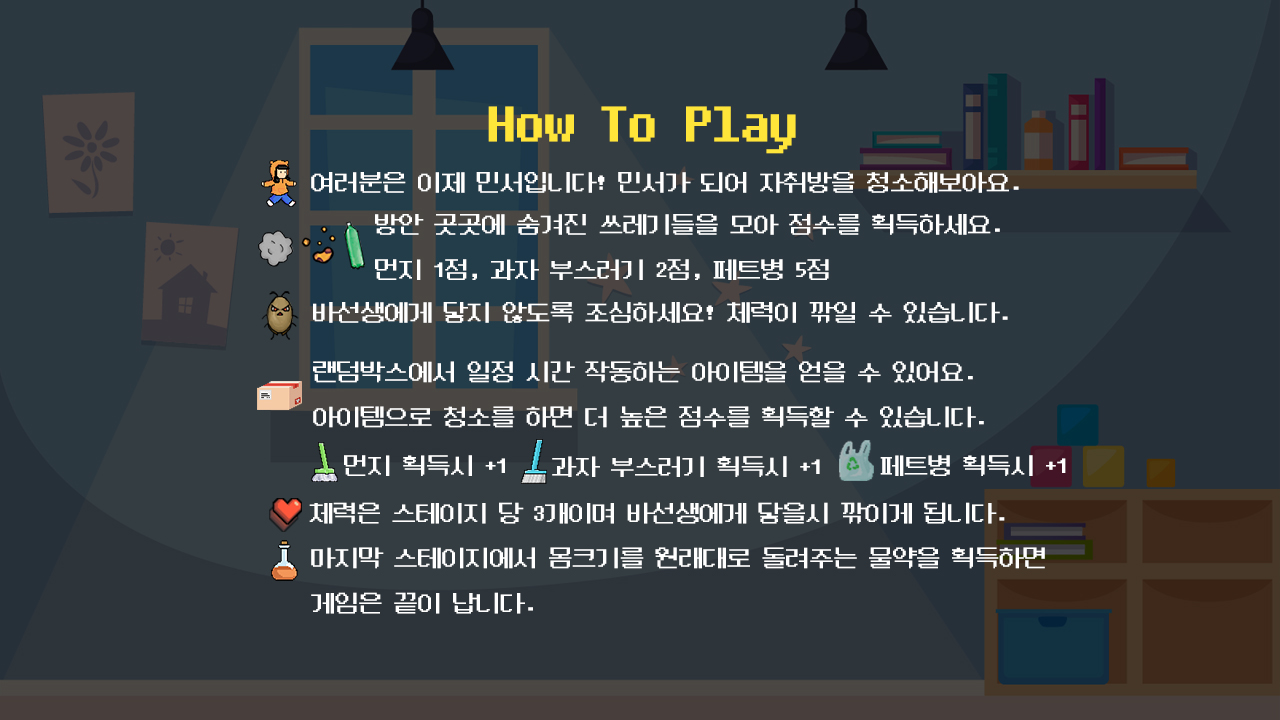 How To Play
여러분은 이제 민서입니다! 민서가 되어 자취방을 청소해보아요.
방안 곳곳에 숨겨진 쓰레기들을 모아 점수를 획득하세요.
먼지 1점, 과자 부스러기 2점, 페트병 5점
바선생에게 닿지 않도록 조심하세요! 체력이 깎일 수 있습니다.
랜덤박스에서 일정 시간 작동하는 아이템을 얻을 수 있어요.
아이템으로 청소를 하면 더 높은 점수를 획득할 수 있습니다.
먼지 획득시 +1 과자 부스러기 획득시 +1 페트병 획득시 +1
체력은 스테이지 당 3개이며 바선생에게 닿을시 깎이게 됩니다.
마지막 스테이지에서 몸크기를 원래대로 돌려주는 물약을 획득하면
게임은 끝이 납니다.